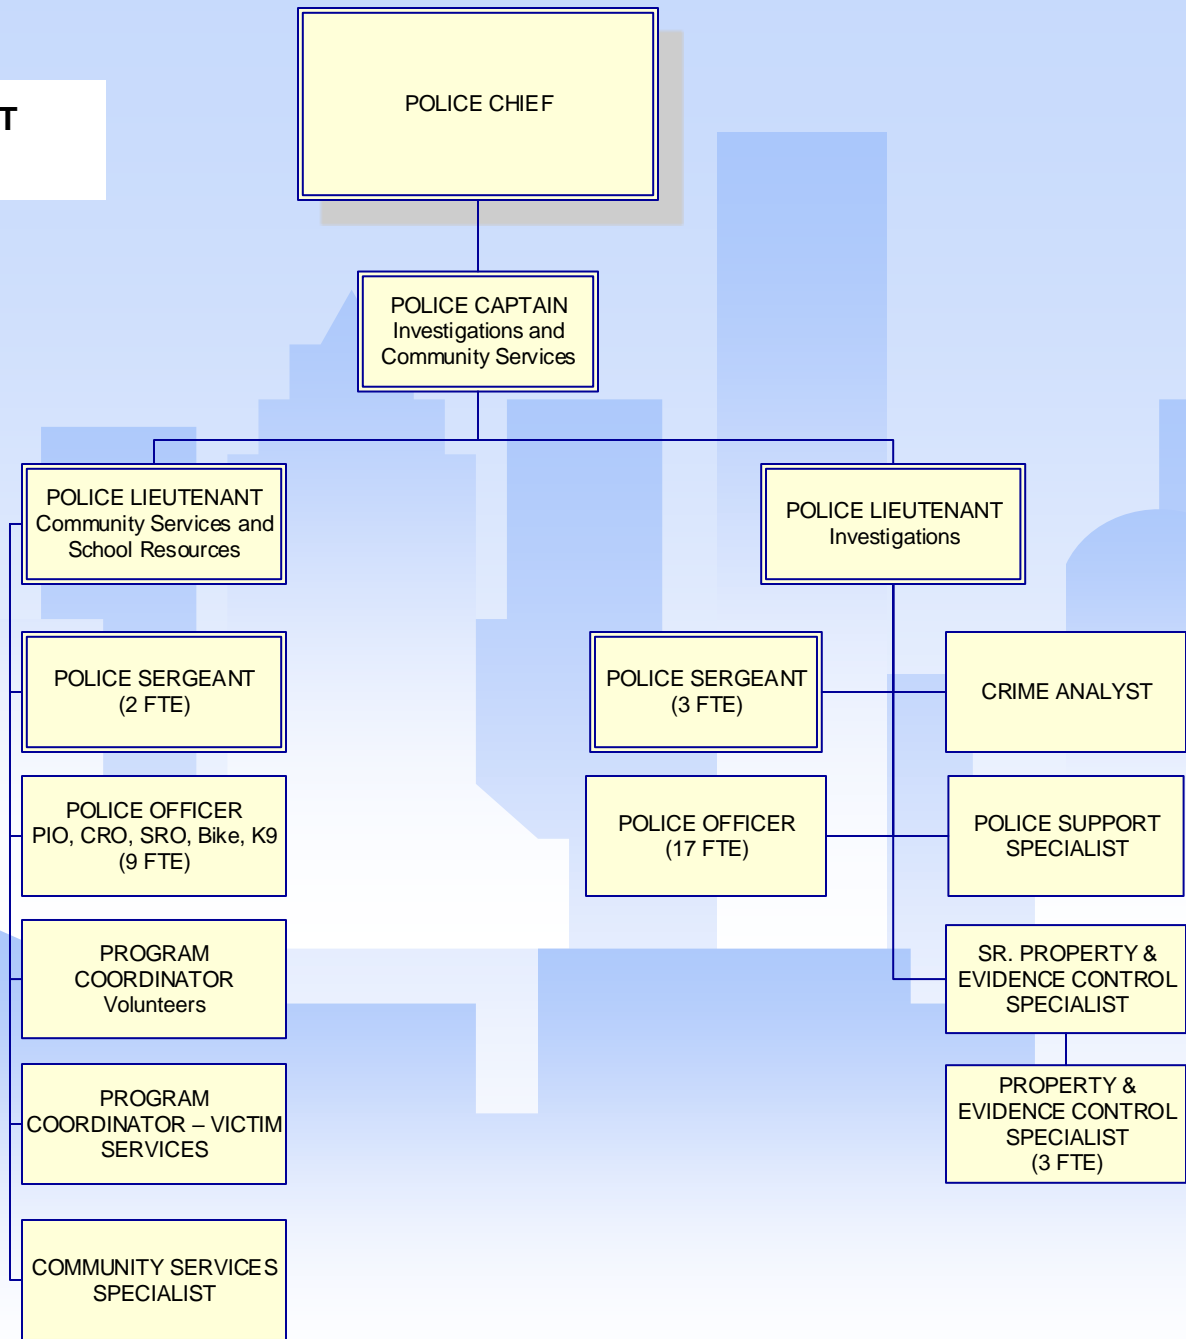 T
POLICE CHIEF
POLICE CAPTAIN
Investigations and
Community Services
POLICE LIEUTENANT
Community Services and
School Resources
POLICE LIEUTENANT
Investigations
POLICE SERGEANT
(2 FTE)
POLICE SERGEANT
(3 FTE)
CRIME ANALYST
POLICE OFFICER
PIO, CRO, SRO, Bike, K9
(9 FTE)
POLICE OFFICER
(17 FTE)
POLICE SUPPORT
SPECIALIST
PROGRAM
COORDINATOR
Volunteers
SR. PROPERTY &
EVIDENCE CONTROL
SPECIALIST
PROGRAM
COORDINATOR – VICTIM
SERVICES
PROPERTY &
EVIDENCE CONTROL
SPECIALIST
(3 FTE)
COMMUNITY SERVICES
SPECIALIST